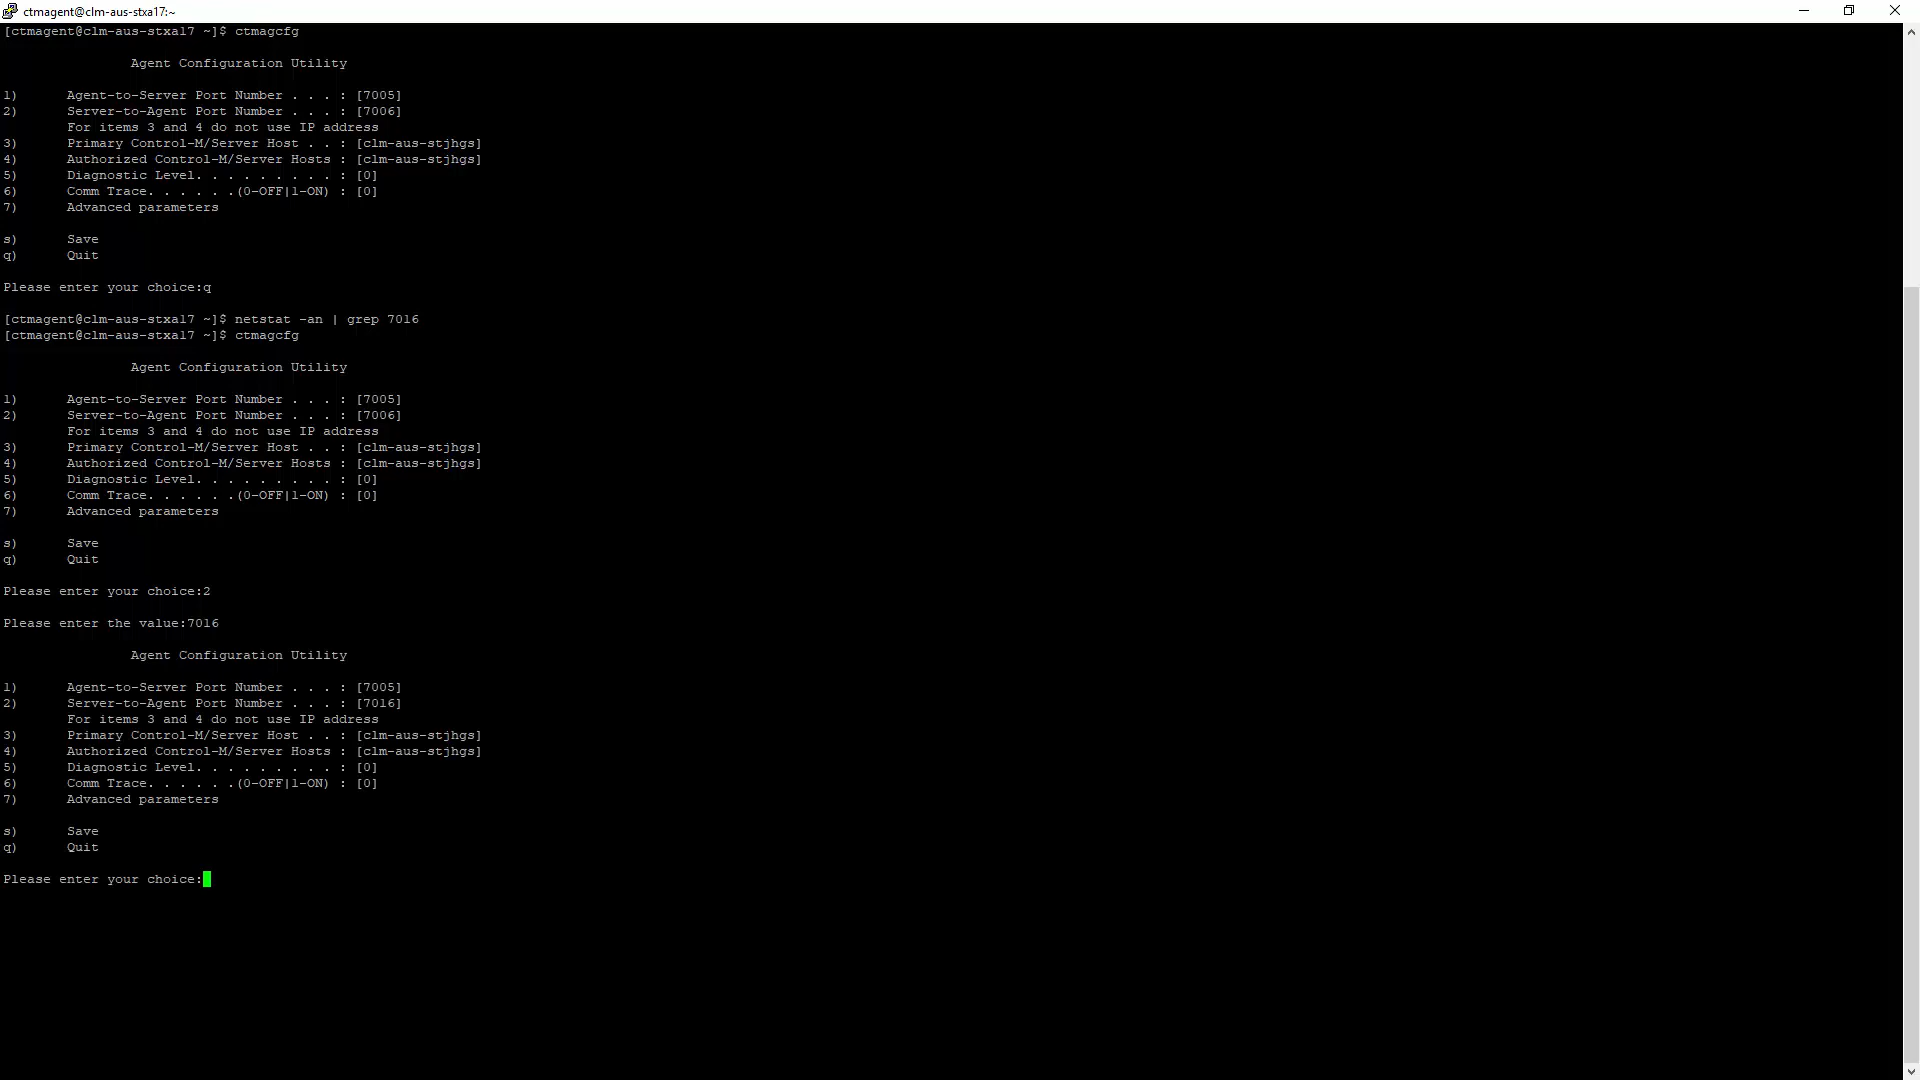 ctmagent@clm-aus-stxa17:~
[ctmagent@clm-aus-stxa17 ~]$ ctmagcfg
Agent Configuration Utility
1) Agent-to-Server Port Number . . . : [7005]
2) Server-to-Agent Port Number . . . : [7006]
For items 3 and 4 do not use IP address
3) Primary Control-M/Server Host . . : [clm-aus-stjhgs]
4) Authorized Control-M/Server Hosts : [clm-aus-stjhgs]
5) Diagnostic Level. . . . . . . . . : [0]
6) Comm Trace. . . . . .(0-OFF|1-ON) : [0]
7) Advanced parameters
s) Save
q) Quit
Please enter your choice:q
[ctmagent@clm-aus-stxa17 ~]$ netstat -an | grep 7016
[ctmagent@clm-aus-stxa17 ~]$ ctmagcfg
Agent Configuration Utility
1) Agent-to-Server Port Number . . . : [7005]
2) Server-to-Agent Port Number . . . : [7006]
For items 3 and 4 do not use IP address
3) Primary Control-M/Server Host . . : [clm-aus-stjhgs]
4) Authorized Control-M/Server Hosts : [clm-aus-stjhgs]
5) Diagnostic Level. . . . . . . . . : [0]
6) Comm Trace. . . . . .(0-OFF|1-ON) : [0]
7) Advanced parameters
s) Save
q) Quit
Please enter your choice:2
Please enter the value:7016
Agent Configuration Utility
1) Agent-to-Server Port Number . . . : [7005]
2) Server-to-Agent Port Number . . . : [7016]
For items 3 and 4 do not use IP address
3) Primary Control-M/Server Host . . : [clm-aus-stjhgs]
4) Authorized Control-M/Server Hosts : [clm-aus-stjhgs]
5) Diagnostic Level. . . . . . . . . : [0]
6) Comm Trace. . . . . .(0-OFF|1-ON) : [0]
7) Advanced parameters
s) Save
q) Quit
Please enter your choice: